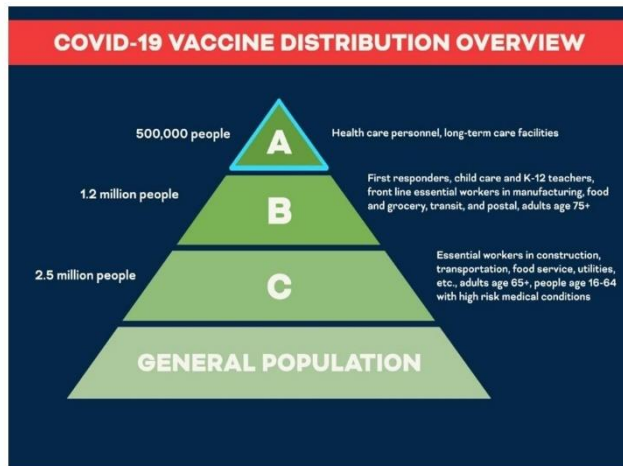 COVID-19 VACCINE DISTRIBUTION OVERVIEW
500,000 people
A
Health care personnel, long-term care facilities
1.2 million people
B
First responders, child care and K-12 teachers,
front line essential workers in manufacturing, food
and grocery, transit, and postal, adults age 75+
2.5 million people
C
Essential workers in construction,
transportation, food service, utilities,
etc., adults age 65+, people age 16-64
with high risk medical conditions
GENERAL POPULATION